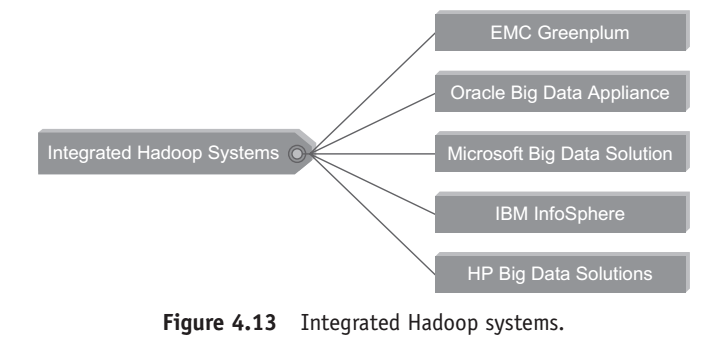 EMC Greenplum
Oracle Big Data Appliance
Integrated Hadoop Systems
Microsoft Big Data Solution
IBM InfoSphere
HP Big Data Solutions
Figure 4.13 Integrated Hadoop systems.